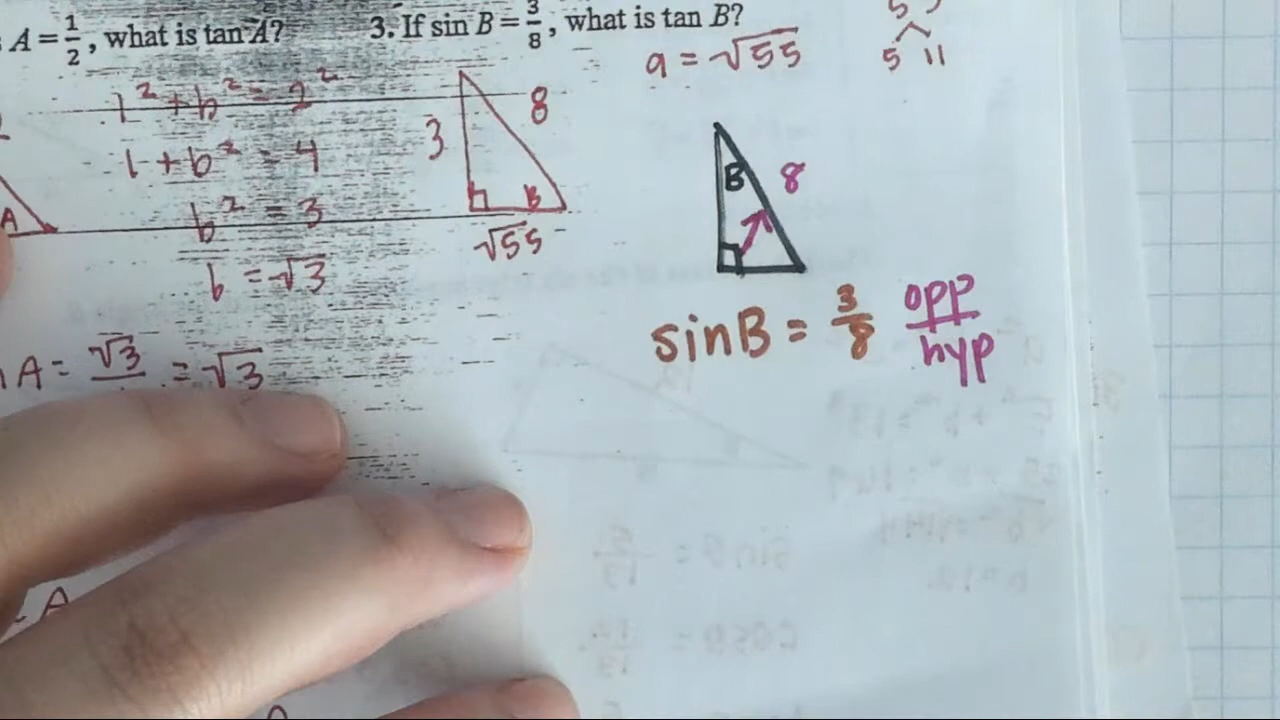 A = 1/2, what is tan A?
3. If sin B = 3/8, what is tan B?
1² + b² = 2²
1 + b² = 4
b² = 3
b = √3
A = √3/ = √3
A
3
8
B
√55
a = √55
5
5 11
B
8
sin B = 3/8 opp/hyp
A